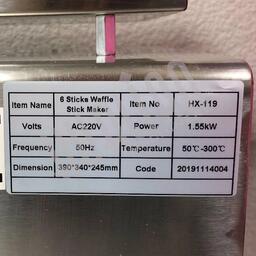 Item Name 6 Sticks Waffle Stick Maker Item No HX-119
Volts AC220V Power 1.55kW
Frequency 50Hz Temperature 50℃-300℃
Dimension 390*340*245mm Code 20191114004